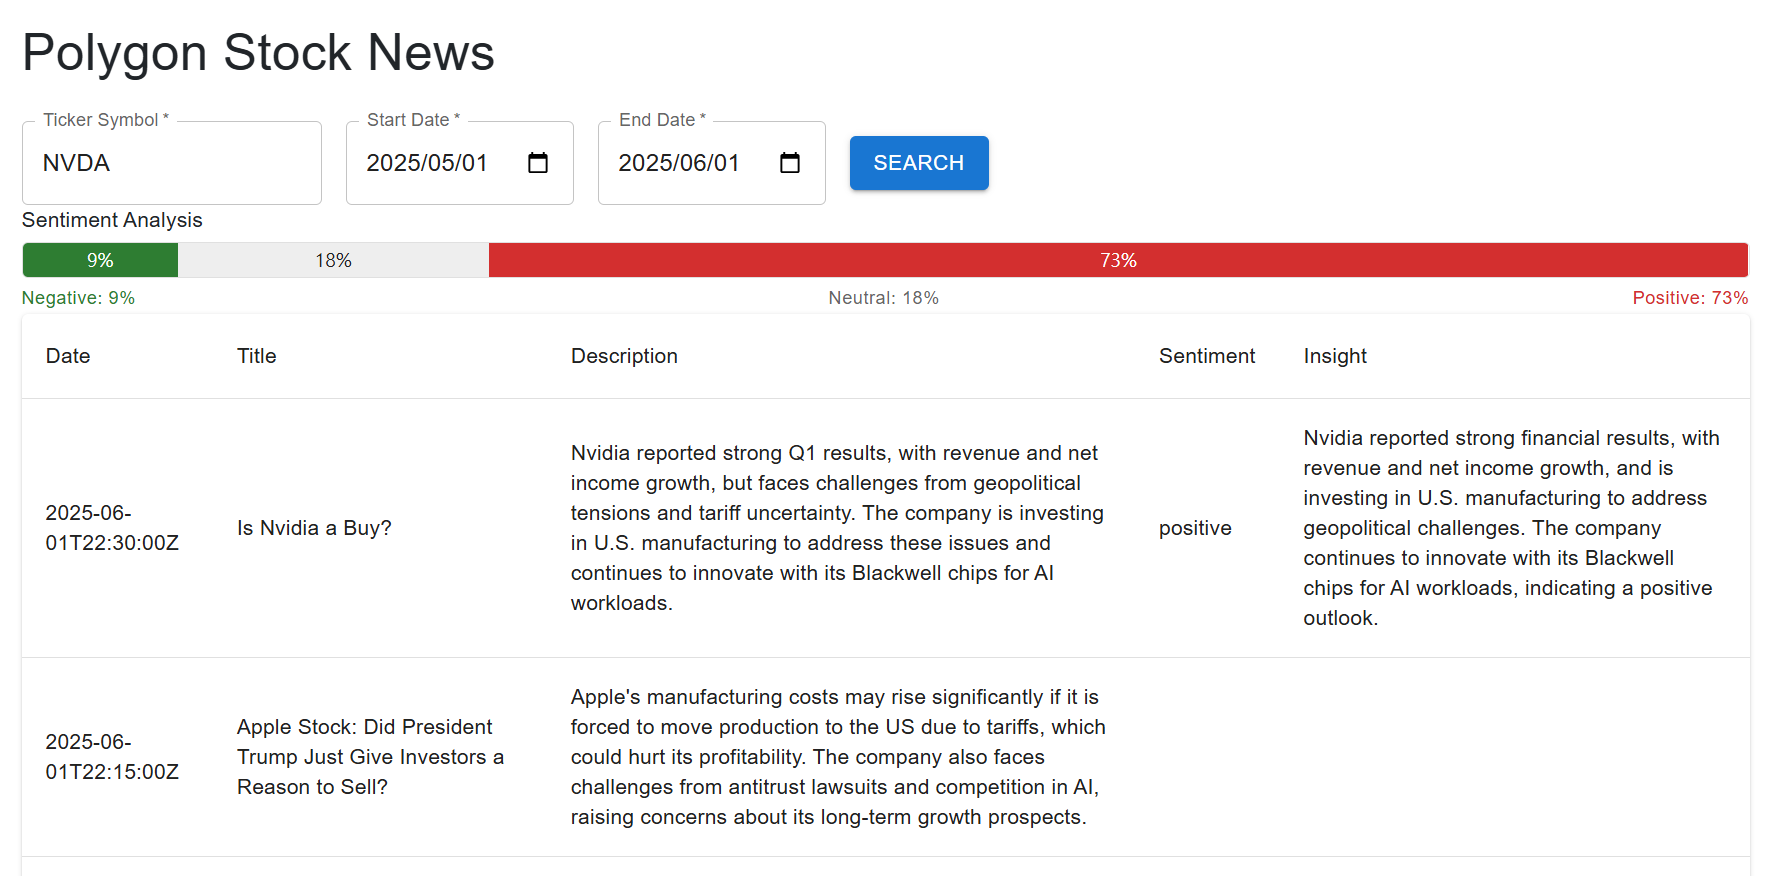 Polygon Stock News
Ticker Symbol *
Start Date *
End Date *
NVDA
2025/05/01
2025/06/01
SEARCH
Sentiment Analysis
9%
18%
73%
Negative: 9%
Neutral: 18%
Positive: 73%
Date
Title
Description
Sentiment
Insight
2025-06-
01T22:30:00Z
Is Nvidia a Buy?
Nvidia reported strong Q1 results, with revenue and net
income growth, but faces challenges from geopolitical
tensions and tariff uncertainty. The company is investing
in U.S. manufacturing to address these issues and
continues to innovate with its Blackwell chips for AI
workloads.
positive
Nvidia reported strong financial results, with
revenue and net income growth, and is
investing in U.S. manufacturing to address
geopolitical challenges. The company
continues to innovate with its Blackwell
chips for AI workloads, indicating a positive
outlook.
2025-06-
01T22:15:00Z
Apple Stock: Did President
Trump Just Give Investors a
Reason to Sell?
Apple's manufacturing costs may rise significantly if it is
forced to move production to the US due to tariffs, which
could hurt its profitability. The company also faces
challenges from antitrust lawsuits and competition in AI,
raising concerns about its long-term growth prospects.